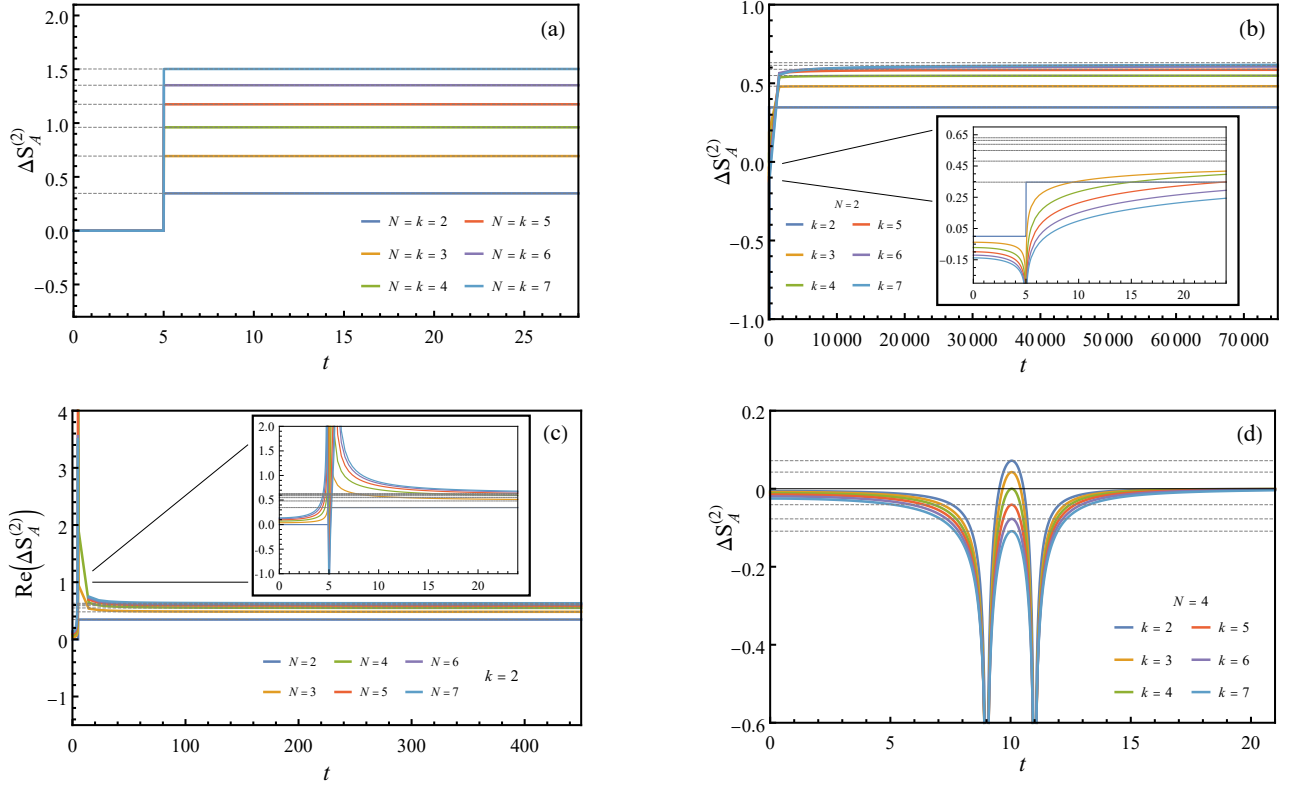 (a)
2.0
1.5
1.0
0.5
0.0
−0.5
ΔS_A^(2)
N = k = 2
N = k = 5
N = k = 3
N = k = 6
N = k = 4
N = k = 7
0
5
10
15
20
25
t
(b)
1.0
0.5
0.0
−0.5
−1.0
ΔS_A^(2)
N = 2
k = 2
k = 5
k = 3
k = 6
k = 4
k = 7
0.65
0.45
0.25
0.05
−0.15
0
5
10
15
20
0
10 000
20 000
30 000
40 000
50 000
60 000
70 000
t
(c)
4
3
2
1
0
−1
Re(ΔS_A^(2))
2.0
1.5
1.0
0.5
0.0
−0.5
−1.0
0
5
10
15
20
N = 2
N = 4
N = 6
N = 3
N = 5
N = 7
k = 2
0
100
200
300
400
t
(d)
0.2
0
−0.2
−0.4
−0.6
ΔS_A^(2)
N = 4
k = 2
k = 5
k = 3
k = 6
k = 4
k = 7
0
5
10
15
20
t